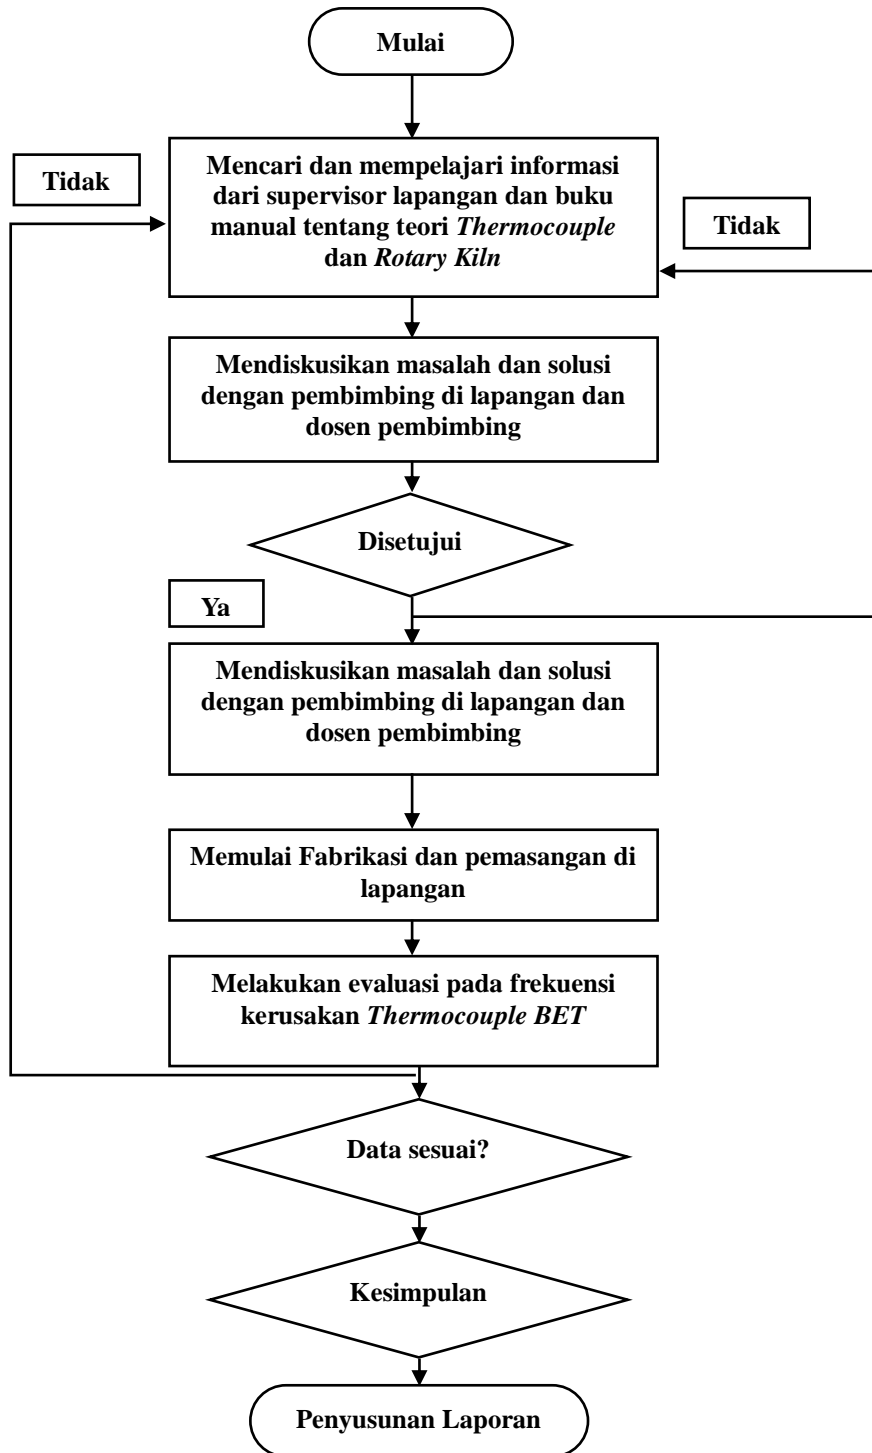 Mulai
Tidak
Mencari dan mempelajari informasi
dari supervisor lapangan dan buku
manual tentang teori Thermocouple
dan Rotary Kiln
Tidak
Mendiskusikan masalah dan solusi
dengan pembimbing di lapangan dan
dosen pembimbing
Disetujui
Ya
Mendiskusikan masalah dan solusi
dengan pembimbing di lapangan dan
dosen pembimbing
Memulai Fabrikasi dan pemasangan di
lapangan
Melakukan evaluasi pada frekuensi
kerusakan Thermocouple BET
Data sesuai?
Kesimpulan
Penyusunan Laporan